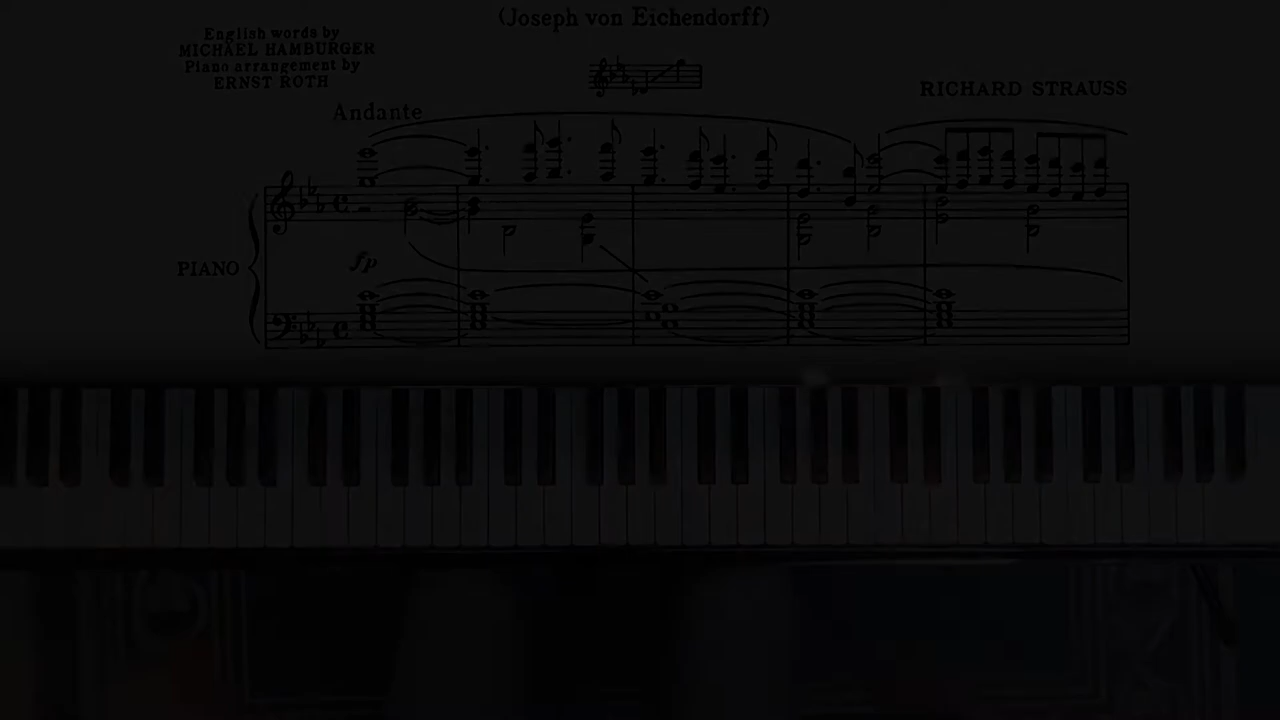 (Joseph von Eichendorff)
English words by
MICHAEL HAMBURGER
Piano arrangement by
ERNST ROTH
RICHARD STRAUSS
Andante
PIANO
fp